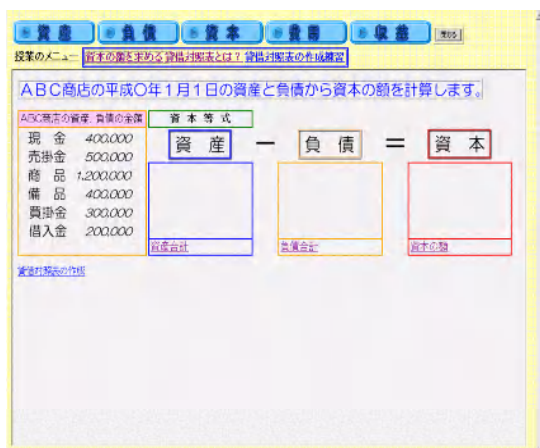 資産 負債 資本 費用 収益 戻る
授業のメニュー 資本の額を求める 貸借対照表とは? 貸借対照表の作成練習
ABC商店の平成○年1月1日の資産と負債から資本の額を計算します。
ABC商店の資産、負債の金額 資本等式
現金 400,000
売掛金 500,000
商品 1,200,000
備品 400,000
買掛金 300,000
借入金 200,000
資産 − 負債 = 資本
資産合計 負債合計 資本の額
貸借対照表の作成